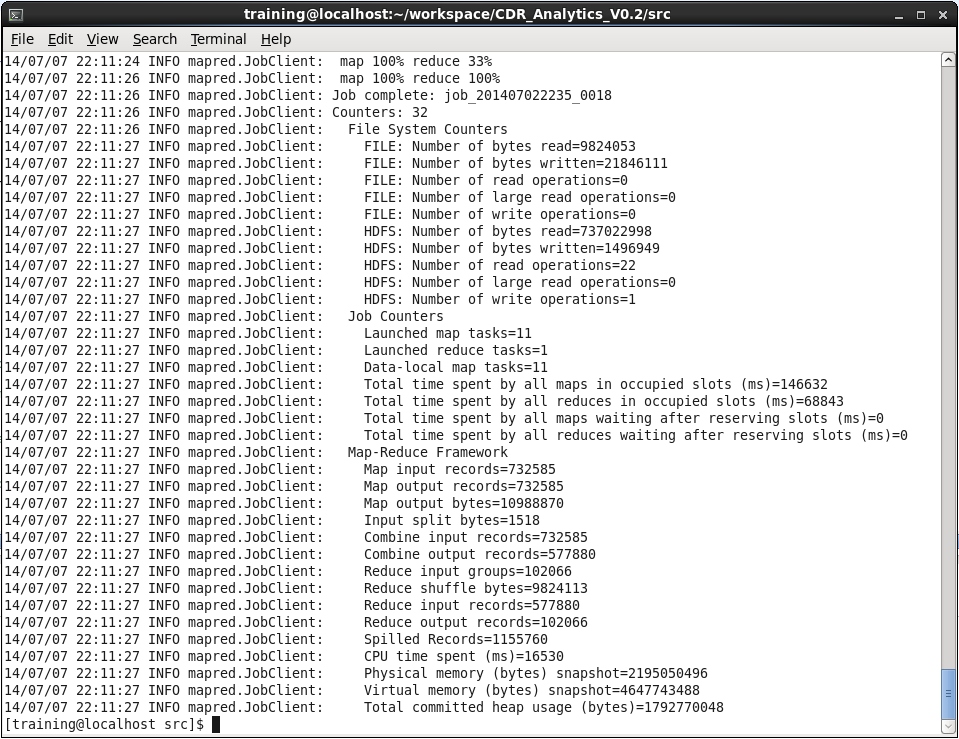 training@localhost:~/workspace/CDR_Analytics_V0.2/src
File Edit View Search Terminal Help
14/07/07 22:11:24 INFO mapred.JobClient:  map 100% reduce 33%
14/07/07 22:11:26 INFO mapred.JobClient:  map 100% reduce 100%
14/07/07 22:11:26 INFO mapred.JobClient: Job complete: job_201407022235_0018
14/07/07 22:11:26 INFO mapred.JobClient: Counters: 32
14/07/07 22:11:26 INFO mapred.JobClient:   File System Counters
14/07/07 22:11:27 INFO mapred.JobClient:     FILE: Number of bytes read=9824053
14/07/07 22:11:27 INFO mapred.JobClient:     FILE: Number of bytes written=21846111
14/07/07 22:11:27 INFO mapred.JobClient:     FILE: Number of read operations=0
14/07/07 22:11:27 INFO mapred.JobClient:     FILE: Number of large read operations=0
14/07/07 22:11:27 INFO mapred.JobClient:     FILE: Number of write operations=0
14/07/07 22:11:27 INFO mapred.JobClient:     HDFS: Number of bytes read=737022998
14/07/07 22:11:27 INFO mapred.JobClient:     HDFS: Number of bytes written=1496949
14/07/07 22:11:27 INFO mapred.JobClient:     HDFS: Number of read operations=22
14/07/07 22:11:27 INFO mapred.JobClient:     HDFS: Number of large read operations=0
14/07/07 22:11:27 INFO mapred.JobClient:     HDFS: Number of write operations=1
14/07/07 22:11:27 INFO mapred.JobClient:   Job Counters
14/07/07 22:11:27 INFO mapred.JobClient:     Launched map tasks=11
14/07/07 22:11:27 INFO mapred.JobClient:     Launched reduce tasks=1
14/07/07 22:11:27 INFO mapred.JobClient:     Data-local map tasks=11
14/07/07 22:11:27 INFO mapred.JobClient:     Total time spent by all maps in occupied slots (ms)=146632
14/07/07 22:11:27 INFO mapred.JobClient:     Total time spent by all reduces in occupied slots (ms)=68843
14/07/07 22:11:27 INFO mapred.JobClient:     Total time spent by all maps waiting after reserving slots (ms)=0
14/07/07 22:11:27 INFO mapred.JobClient:     Total time spent by all reduces waiting after reserving slots (ms)=0
14/07/07 22:11:27 INFO mapred.JobClient:   Map-Reduce Framework
14/07/07 22:11:27 INFO mapred.JobClient:     Map input records=732585
14/07/07 22:11:27 INFO mapred.JobClient:     Map output records=732585
14/07/07 22:11:27 INFO mapred.JobClient:     Map output bytes=10988870
14/07/07 22:11:27 INFO mapred.JobClient:     Input split bytes=1518
14/07/07 22:11:27 INFO mapred.JobClient:     Combine input records=732585
14/07/07 22:11:27 INFO mapred.JobClient:     Combine output records=577880
14/07/07 22:11:27 INFO mapred.JobClient:     Reduce input groups=102066
14/07/07 22:11:27 INFO mapred.JobClient:     Reduce shuffle bytes=9824113
14/07/07 22:11:27 INFO mapred.JobClient:     Reduce input records=577880
14/07/07 22:11:27 INFO mapred.JobClient:     Reduce output records=102066
14/07/07 22:11:27 INFO mapred.JobClient:     Spilled Records=1155760
14/07/07 22:11:27 INFO mapred.JobClient:     CPU time spent (ms)=16530
14/07/07 22:11:27 INFO mapred.JobClient:     Physical memory (bytes) snapshot=2195050496
14/07/07 22:11:27 INFO mapred.JobClient:     Virtual memory (bytes) snapshot=4647743488
14/07/07 22:11:27 INFO mapred.JobClient:     Total committed heap usage (bytes)=1792770048
[training@localhost src]$